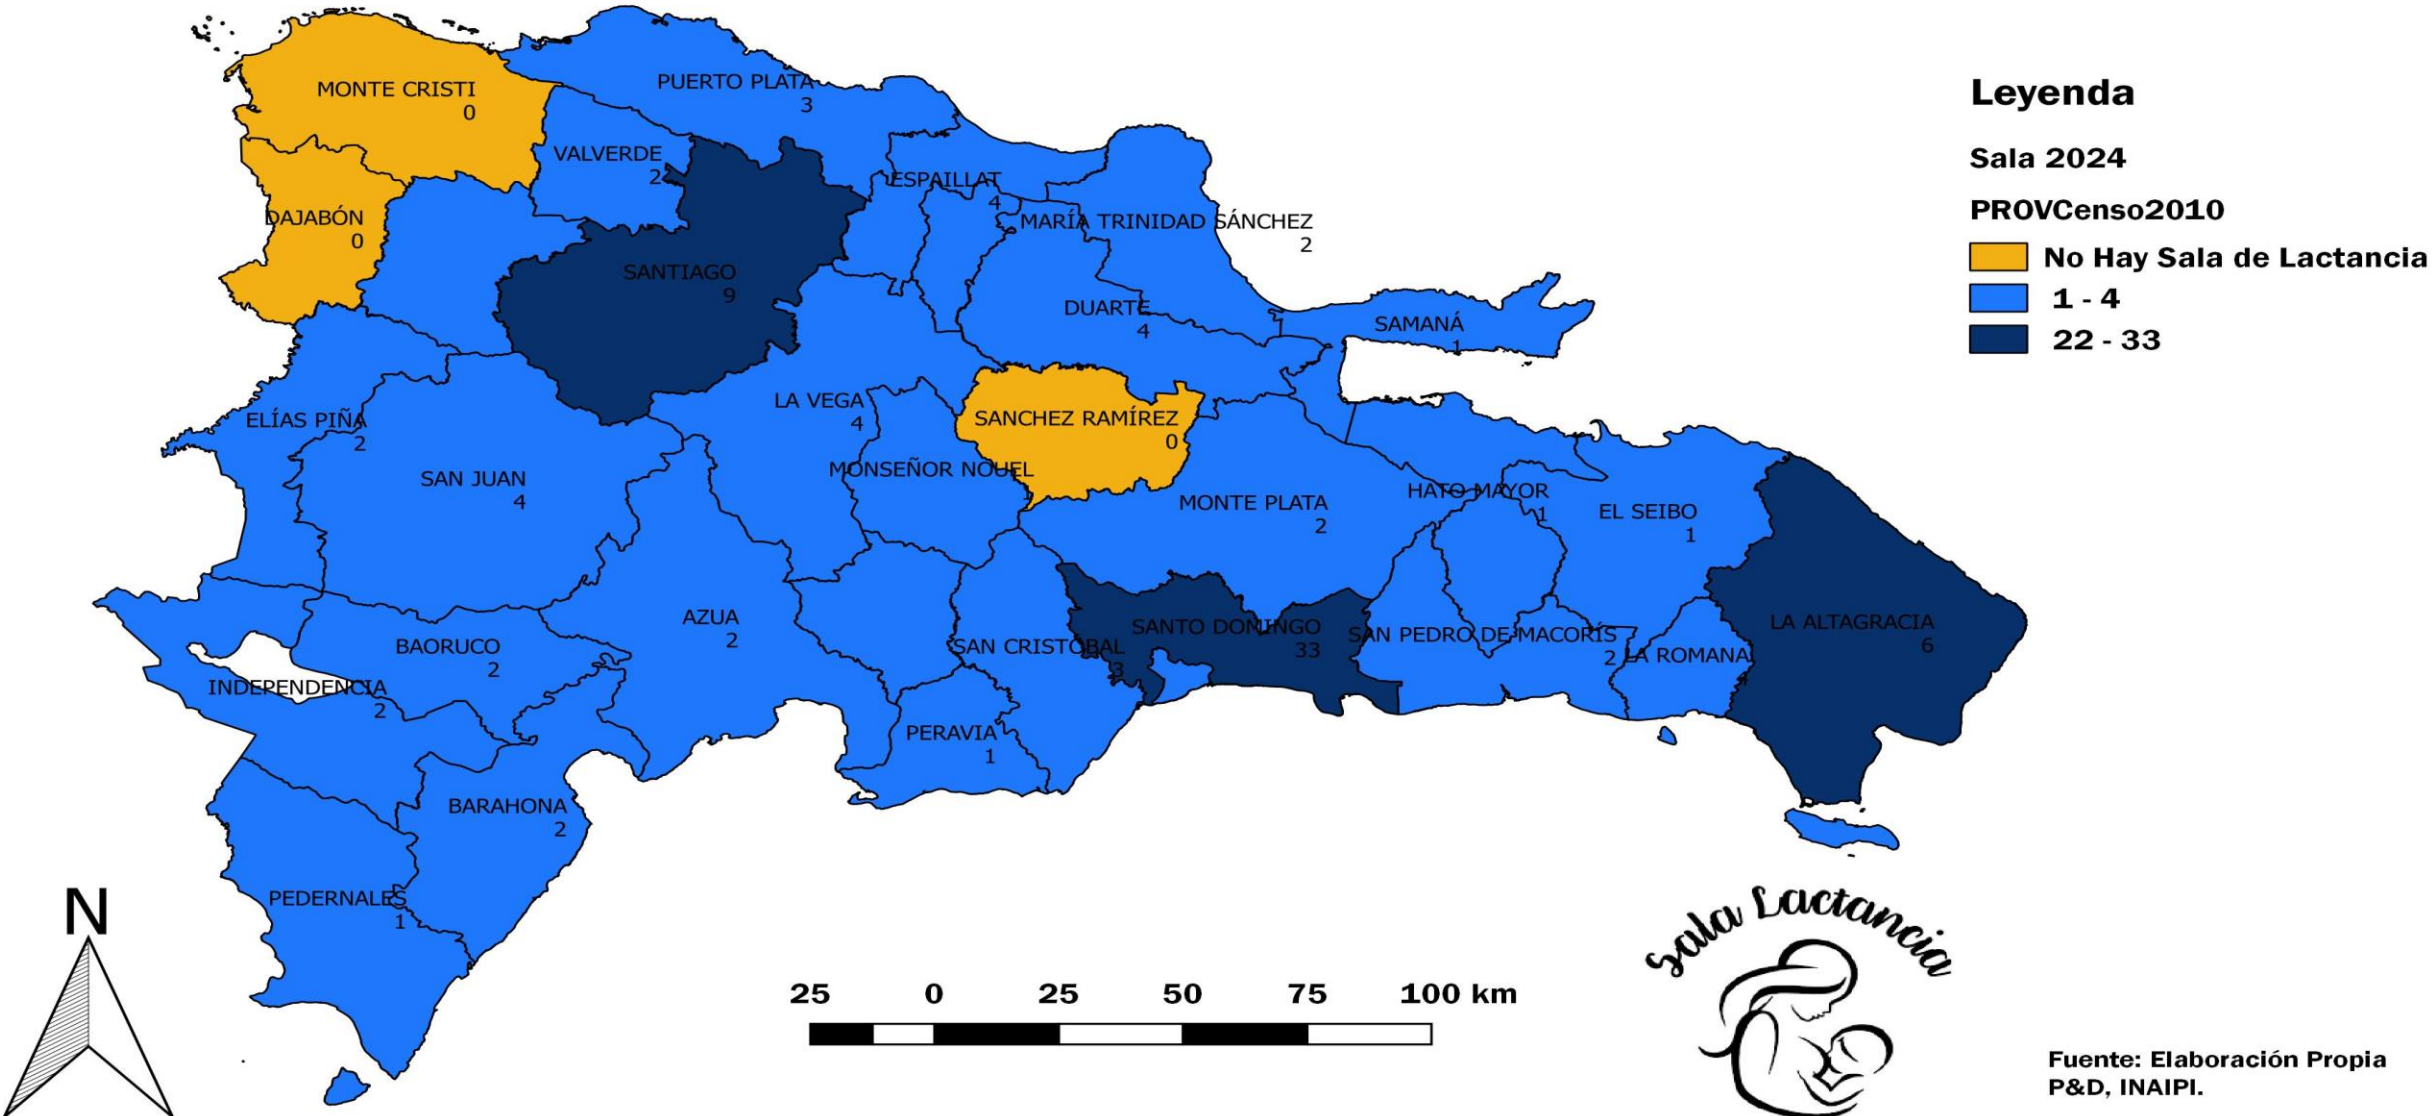 MONTE CRISTI
0
PUERTO PLATA
3
VALVERDE
2
DAJABÓN
0
ESPAILLAT
4
MARÍA TRINIDAD SÁNCHEZ
2
SANTIAGO
9
DUARTE
4
SAMANÁ
1
ELÍAS PIÑA
2
LA VEGA
4
SANCHEZ RAMÍREZ
0
SAN JUAN
4
MONSEÑOR NOUEL
1
MONTE PLATA
2
HATO MAYOR
1
EL SEIBO
1
AZUA
2
BAORUCO
2
SAN CRISTÓBAL
3
SANTO DOMINGO
33
SAN PEDRO DE MACORÍS
2
LA ROMANA
4
LA ALTAGRACIA
6
INDEPENDENCIA
2
PERAVIA
1
BARAHONA
2
PEDERNALES
1
Leyenda
Sala 2024
PROVCenso2010
No Hay Sala de Lactancia
1 - 4
22 - 33
N
25 0 25 50 75 100 km
Sala Lactancia
Fuente: Elaboración Propia
P&D, INAIPI.